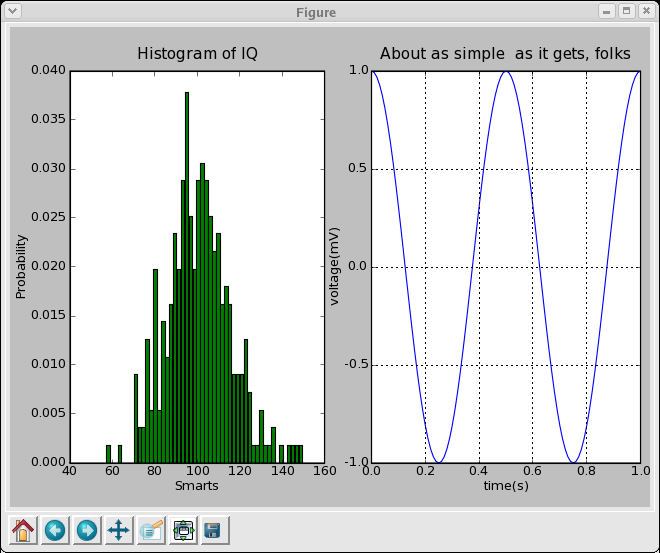 Figure
Histogram of IQ
0.040
0.035
0.030
0.025
0.020
0.015
0.010
0.005
0.000
Probability
40 60 80 100 120 140 160
Smarts
About as simple  as it gets, folks
1.0
0.5
0.0
-0.5
-1.0
voltage(mV)
0.0 0.2 0.4 0.6 0.8 1.0
time(s)